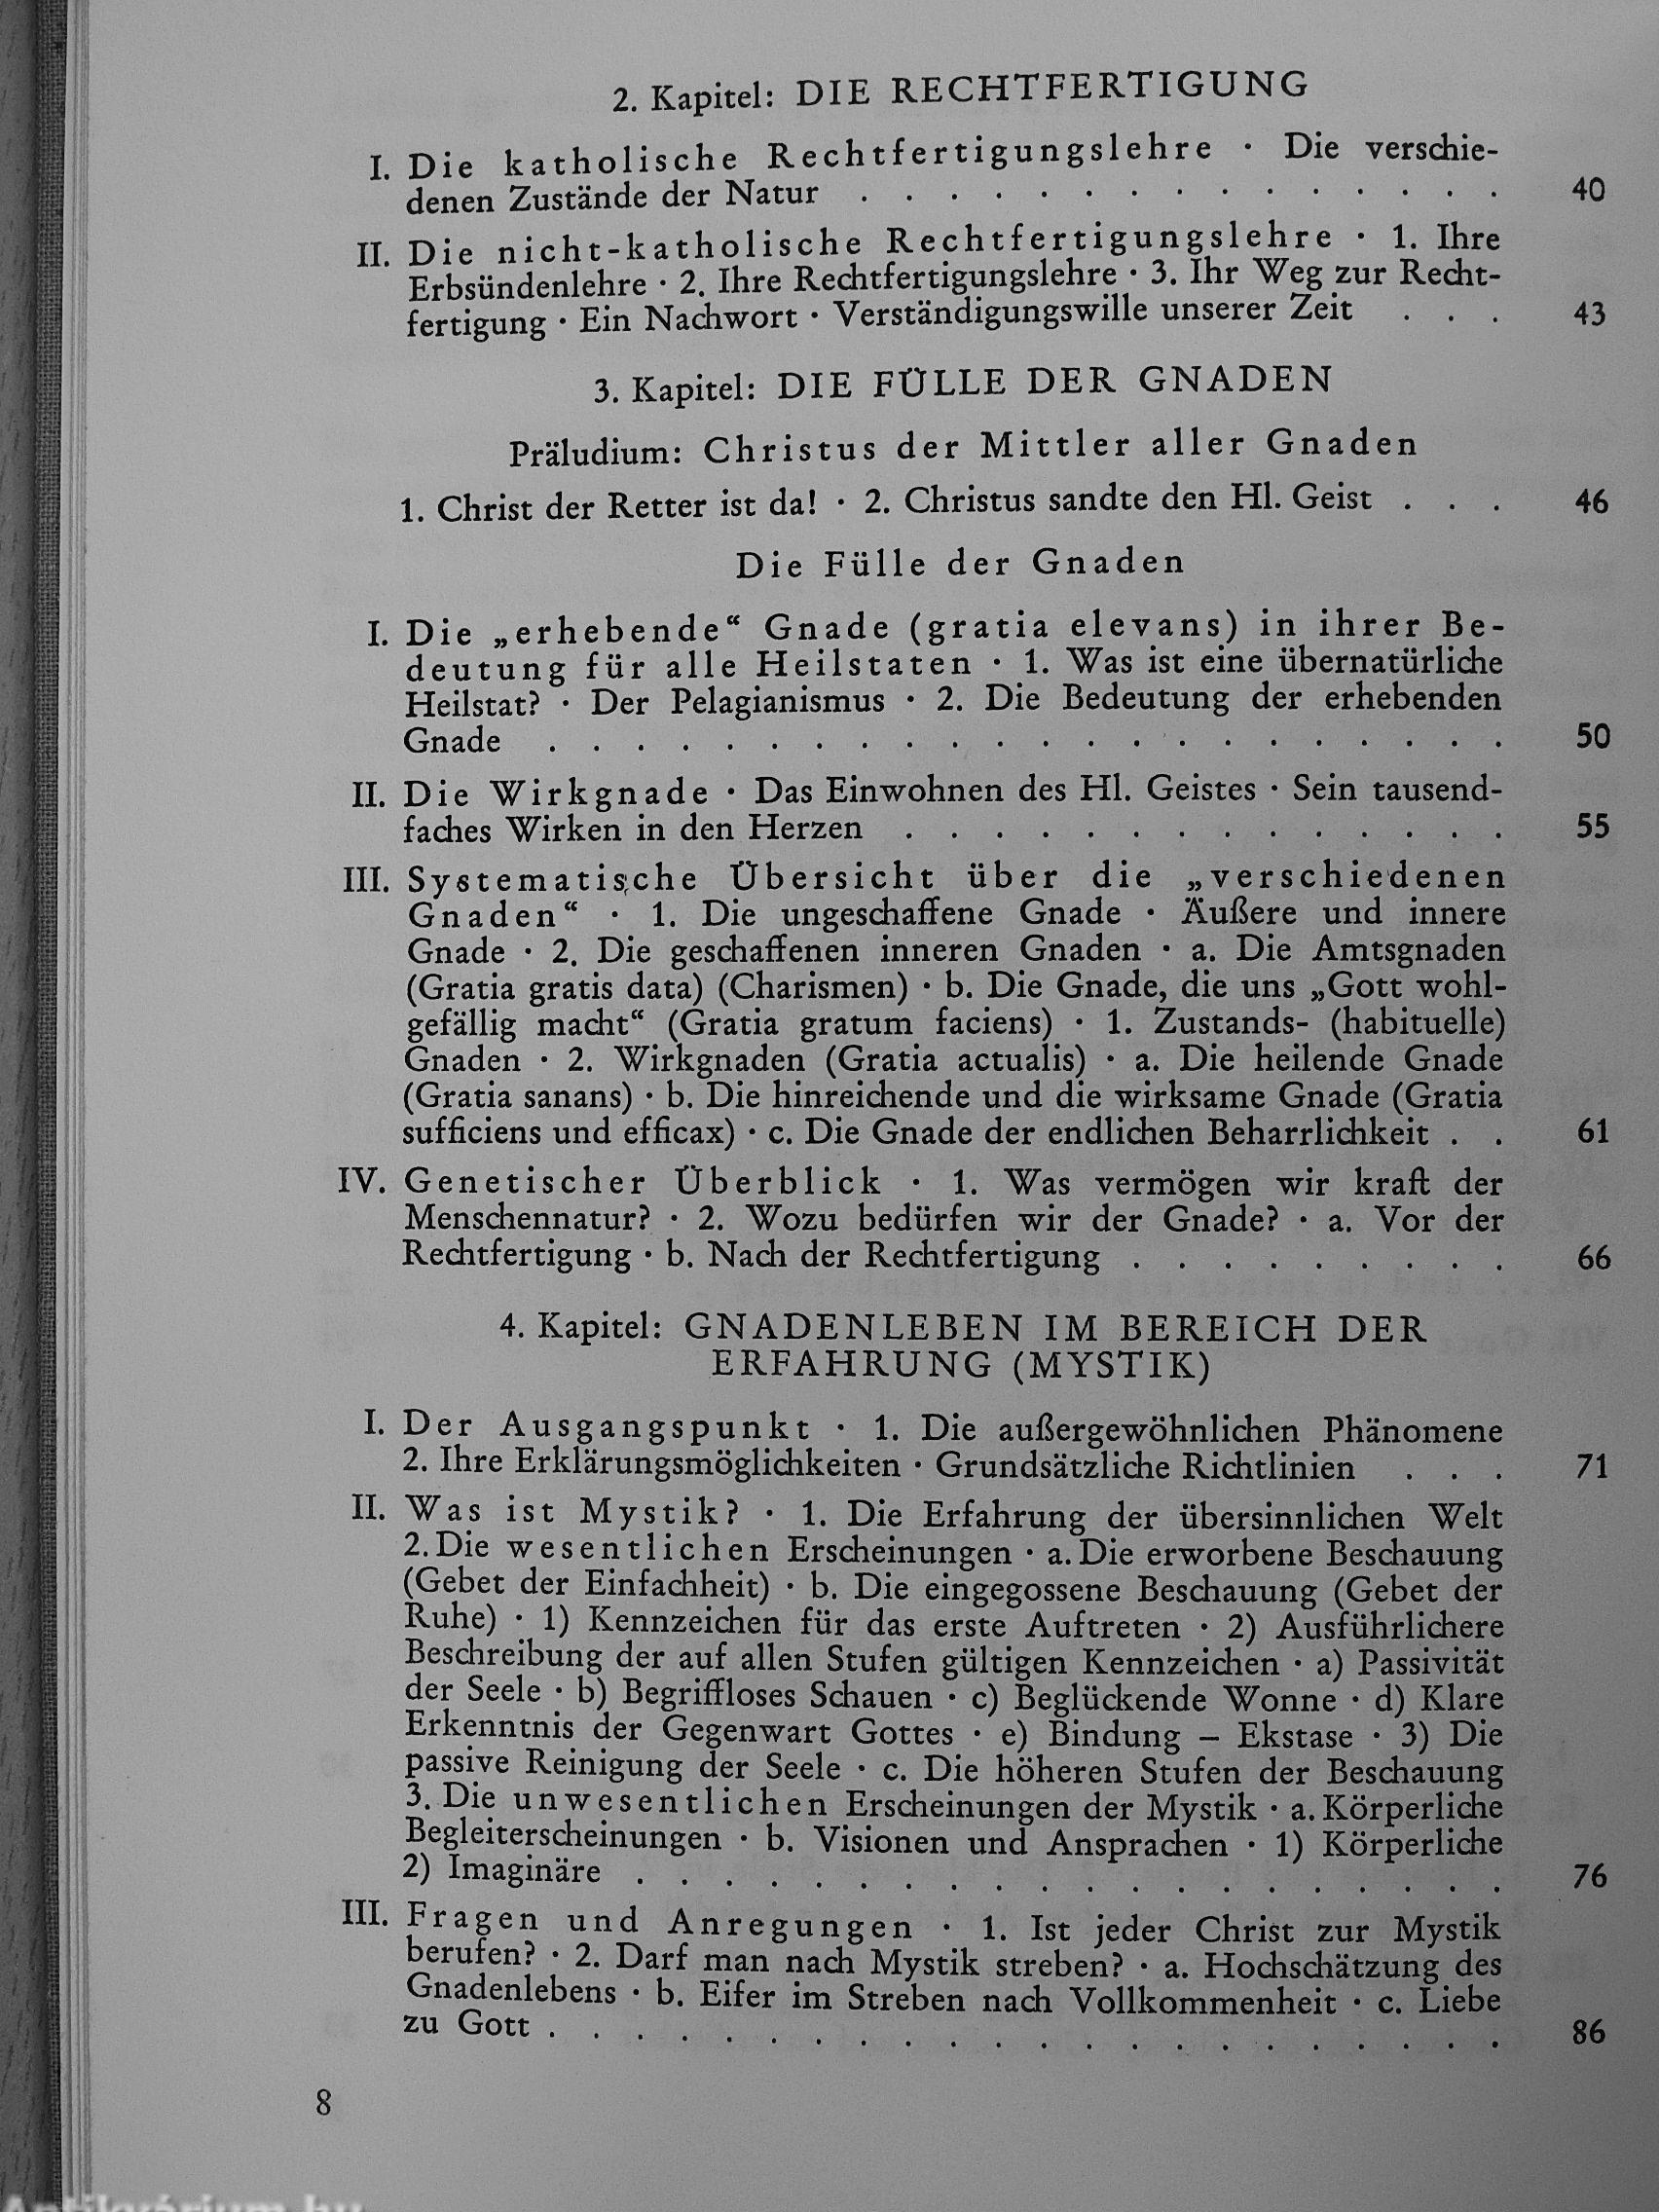 2. Kapitel: DIE RECHTFERTIGUNG
I. Die katholische Rechtfertigungslehre · Die verschie-
denen Zustände der Natur . . . . . . . . . . . . . . . 40
II. Die nicht-katholische Rechtfertigungslehre · 1. Ihre
Erbsündenlehre · 2. Ihre Rechtfertigungslehre · 3. Ihr Weg zur Recht-
fertigung · Ein Nachwort · Verständigungswille unserer Zeit . . . 43
3. Kapitel: DIE FÜLLE DER GNADEN
Präludium: Christus der Mittler aller Gnaden
1. Christ der Retter ist da! · 2. Christus sandte den Hl. Geist . . . 46
Die Fülle der Gnaden
I. Die „erhebende“ Gnade (gratia elevans) in ihrer Be-
deutung für alle Heilstaten · 1. Was ist eine übernatürliche
Heilstat? · Der Pelagianismus · 2. Die Bedeutung der erhebenden
Gnade . . . . . . . . . . . . . . . . . . . . . . 50
II. Die Wirkgnade · Das Einwohnen des Hl. Geistes · Sein tausend-
faches Wirken in den Herzen . . . . . . . . . . . . . . 55
III. Systematische Übersicht über die „verschiedenen
Gnaden“ · 1. Die ungeschaffene Gnade · Äußere und innere
Gnade · 2. Die geschaffenen inneren Gnaden · a. Die Amtsgnaden
(Gratia gratis data) (Charismen) · b. Die Gnade, die uns „Gott wohl-
gefällig macht“ (Gratia gratum faciens) · 1. Zustands- (habituelle)
Gnaden · 2. Wirkgnaden (Gratia actualis) · a. Die heilende Gnade
(Gratia sanans) · b. Die hinreichende und die wirksame Gnade (Gratia
sufficiens und efficax) · c. Die Gnade der endlichen Beharrlichkeit . . 61
IV. Genetischer Überblick · 1. Was vermögen wir kraft der
Menschennatur? · 2. Wozu bedürfen wir der Gnade? · a. Vor der
Rechtfertigung · b. Nach der Rechtfertigung . . . . . . . . . 66
4. Kapitel: GNADENLEBEN IM BEREICH DER
ERFAHRUNG (MYSTIK)
I. Der Ausgangspunkt · 1. Die außergewöhnlichen Phänomene
2. Ihre Erklärungsmöglichkeiten · Grundsätzliche Richtlinien . . . 71
II. Was ist Mystik? · 1. Die Erfahrung der übersinnlichen Welt
2. Die wesentlichen Erscheinungen · a. Die erworbene Beschauung
(Gebet der Einfachheit) · b. Die eingegossene Beschauung (Gebet der
Ruhe) · 1) Kennzeichen für das erste Auftreten · 2) Ausführlichere
Beschreibung der auf allen Stufen gültigen Kennzeichen · a) Passivität
der Seele · b) Begriffloses Schauen · c) Beglückende Wonne · d) Klare
Erkenntnis der Gegenwart Gottes · e) Bindung – Ekstase · 3) Die
passive Reinigung der Seele · c. Die höheren Stufen der Beschauung
3. Die unwesentlichen Erscheinungen der Mystik · a. Körperliche
Begleiterscheinungen · b. Visionen und Ansprachen · 1) Körperliche
2) Imaginäre . . . . . . . . . . . . . . . . . . . . 76
III. Fragen und Anregungen · 1. Ist jeder Christ zur Mystik
berufen? · 2. Darf man nach Mystik streben? · a. Hochschätzung des
Gnadenlebens · b. Eifer im Streben nach Vollkommenheit · c. Liebe
zu Gott . . . . . . . . . . . . . . . . . . . . . . 86
8
Antikvárium.hu